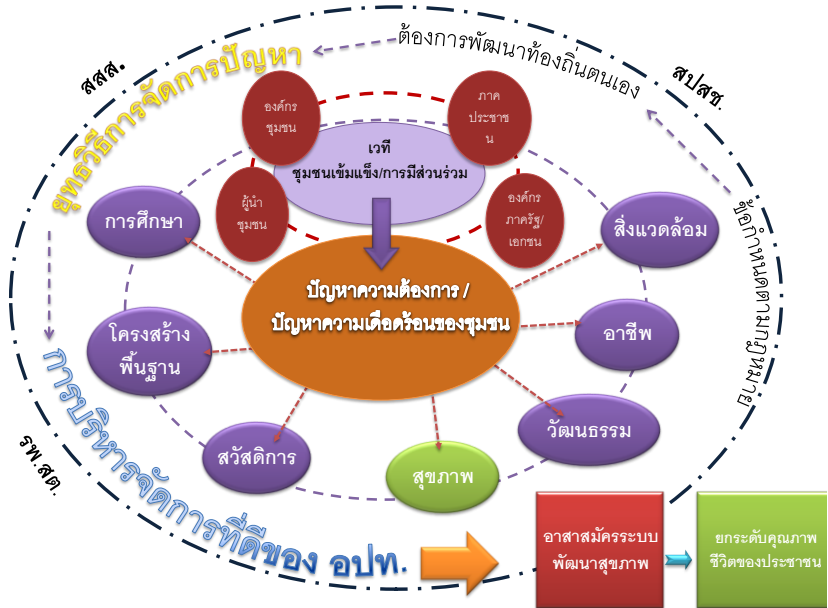 สสส.
สปสช.
รพ.สต.
ต้องการพัฒนาท้องถิ่นตนเอง
ข้อกำหนดตามกฎหมาย
ยุทธวิธีการจัดการปัญหา
การบริหารจัดการที่ดีของ อปท.
องค์กร
ชุมชน
ภาค
ประชาช
น
ผู้นำ
ชุมชน
องค์กร
ภาครัฐ/
เอกชน
เวที
ชุมชนเข้มแข็ง/การมีส่วนร่วม
ปัญหาความต้องการ /
ปัญหาความเดือดร้อนของชุมชน
การศึกษา
สิ่งแวดล้อม
โครงสร้าง
พื้นฐาน
อาชีพ
สวัสดิการ
สุขภาพ
วัฒนธรรม
อาสาสมัครระบบ
พัฒนาสุขภาพ
ยกระดับคุณภาพ
ชีวิตของประชาชน